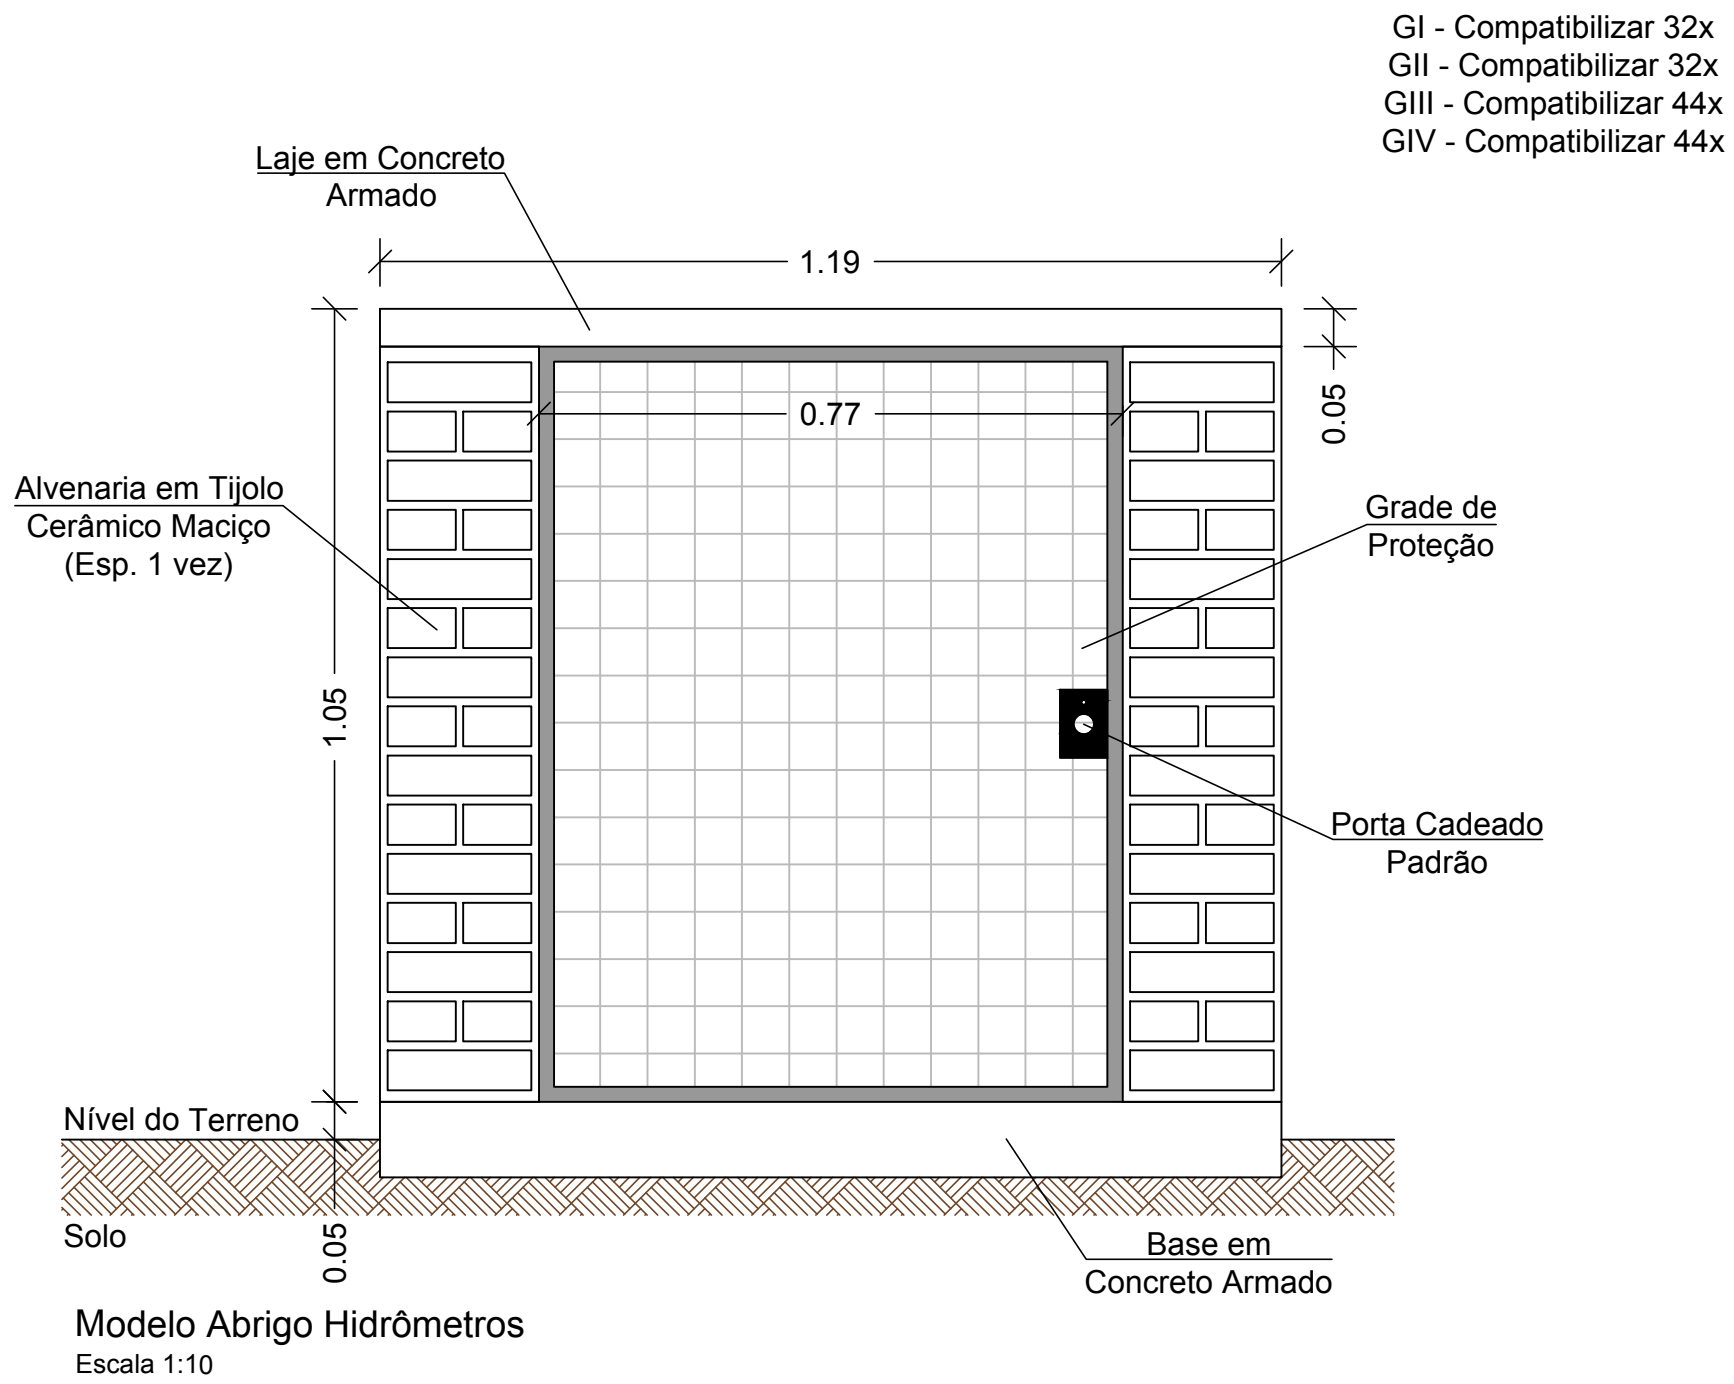 GI - Compatibilizar 32x
GII - Compatibilizar 32x
GIII - Compatibilizar 44x
GIV - Compatibilizar 44x
Laje em Concreto
Armado
1.19
0.05
0.77
Alvenaria em Tijolo
Cerâmico Maciço
(Esp. 1 vez)
Grade de
Proteção
1.05
Porta Cadeado
Padrão
Nível do Terreno
Solo
0.05
Base em
Concreto Armado
Modelo Abrigo Hidrômetros
Escala 1:10